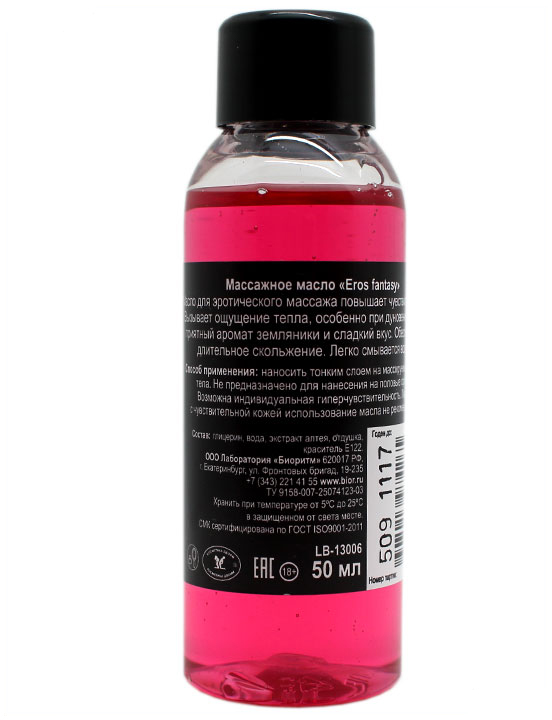 Массажное масло «Eros fantasy»
для эротического массажа повышает
Вызывает ощущение тепла, особенно при
приятный аромат земляники и сладкий вкус.
длительное скольжение. Легко смывается
Способ применения: наносить тонким слоем на
тела. Не предназначено для нанесения на половые
Возможна индивидуальная гиперчувствительность.
с чувствительной кожей использование масла не
Состав: глицерин, вода, экстракт алтея, отдушка,
краситель Е122.
ООО Лаборатория «Биоритм» 620017 РФ,
г.Екатеринбург, ул. Фронтовых бригад, 19-235
+7 (343) 221 41 55 www.bior.ru
ТУ 9158-007-25074123-03
Хранить при температуре от 5°С до 25°С
в защищенном от света месте.
СМК сертифицирована по ГОСТ ISO9001-2011
LB-13006
EAC 18+ 50 мл
Годен до:
509 1117
Номер партии: